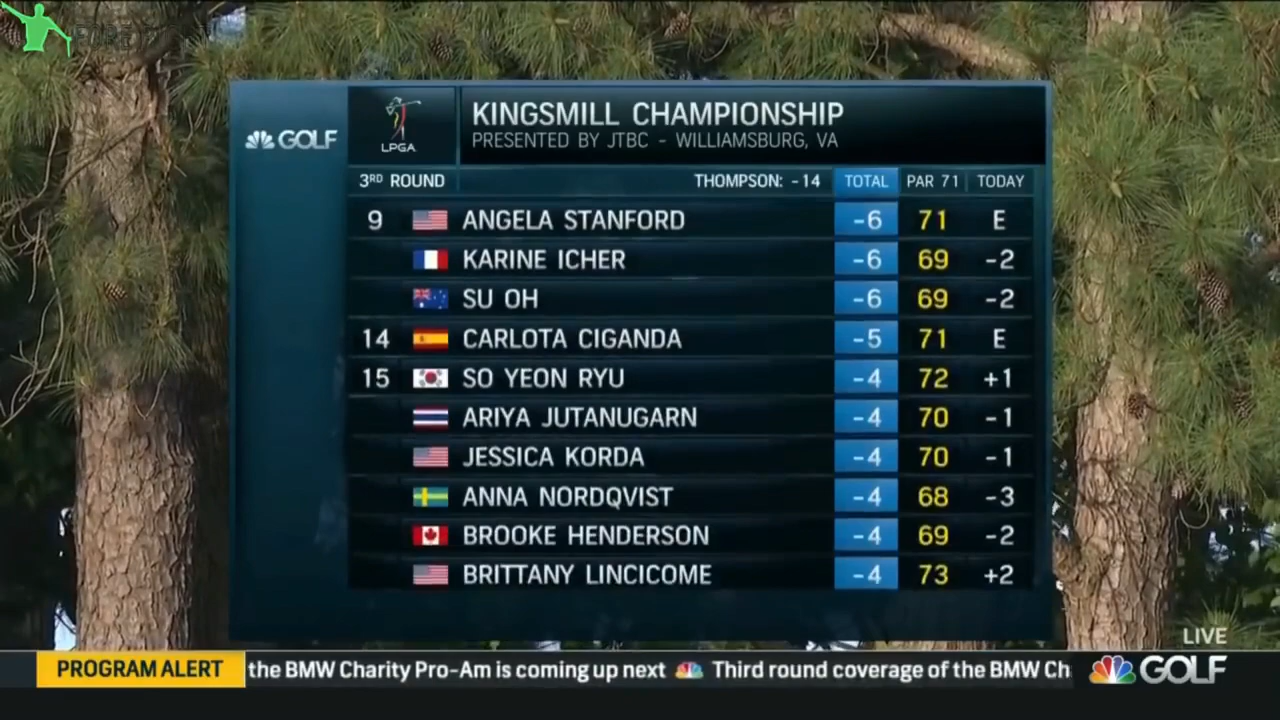 GOLF
LPGA
KINGSMILL CHAMPIONSHIP
PRESENTED BY JTBC - WILLIAMSBURG, VA
3RD ROUND THOMPSON: -14 TOTAL PAR 71 TODAY
9 ANGELA STANFORD -6 71 E
KARINE ICHER -6 69 -2
SU OH -6 69 -2
14 CARLOTA CIGANDA -5 71 E
15 SO YEON RYU -4 72 +1
ARIYA JUTANUGARN -4 70 -1
JESSICA KORDA -4 70 -1
ANNA NORDQVIST -4 68 -3
BROOKE HENDERSON -4 69 -2
BRITTANY LINCICOME -4 73 +2
LIVE
PROGRAM ALERT the BMW Charity Pro-Am is coming up next Third round coverage of the BMW Ch GOLF